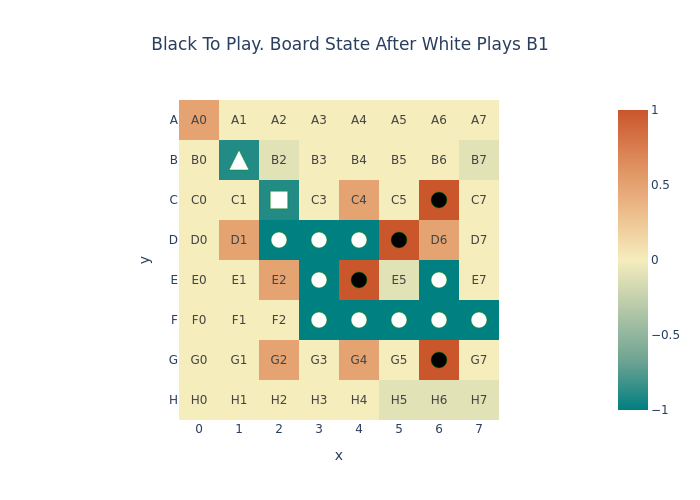 Black To Play. Board State After White Plays B1
A A0 A1 A2 A3 A4 A5 A6 A7
B B0 B2 B3 B4 B5 B6 B7
C C0 C1 C3 C4 C5 C7
D D0 D1 D6 D7
E E0 E1 E2 E5 E7
F F0 F1 F2
G G0 G1 G2 G3 G4 G5 G7
H H0 H1 H2 H3 H4 H5 H6 H7
0 1 2 3 4 5 6 7
x
y
1
0.5
0
−0.5
−1